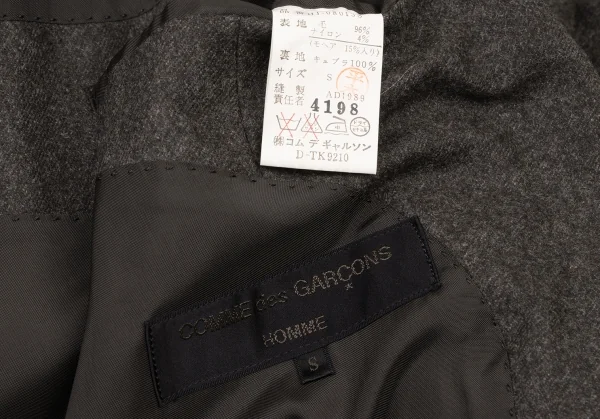 表地 毛 96%
ナイロン 4%
(モヘア 15%入り)
裏地 キュプラ100%
サイズ S
縫製 AD1989
責任者 4198
㈱コム デ ギャルソン
D-TK9210
COMME des GARCONS
HOMME
S